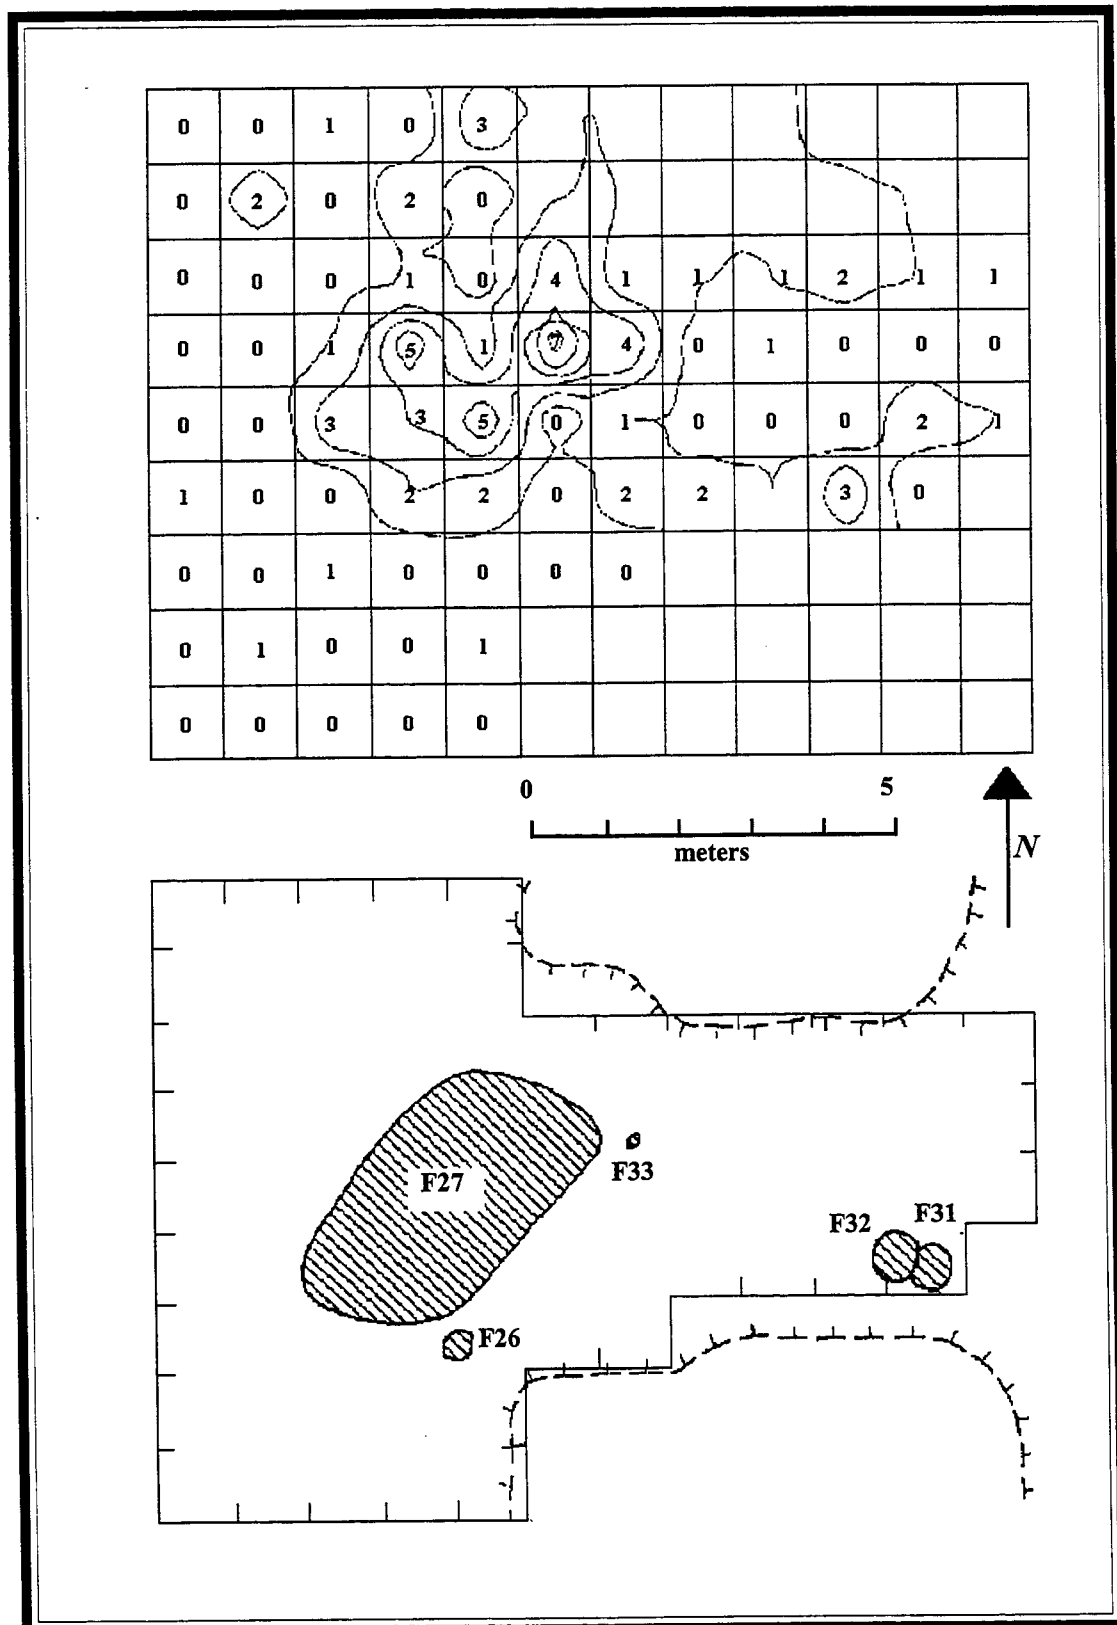 0 0 1 0 3
0 2 0 2 0
0 0 0 1 0 4 1 1 1 2 1 1
0 0 1 5 1 7 4 0 1 0 0 0
0 0 3 3 5 0 1 0 0 0 2 1
1 0 0 2 2 0 2 2 3 0
0 0 1 0 0 0 0
0 1 0 0 1
0 0 0 0 0
0 5
meters
N
F33
F27
F32 F31
F26